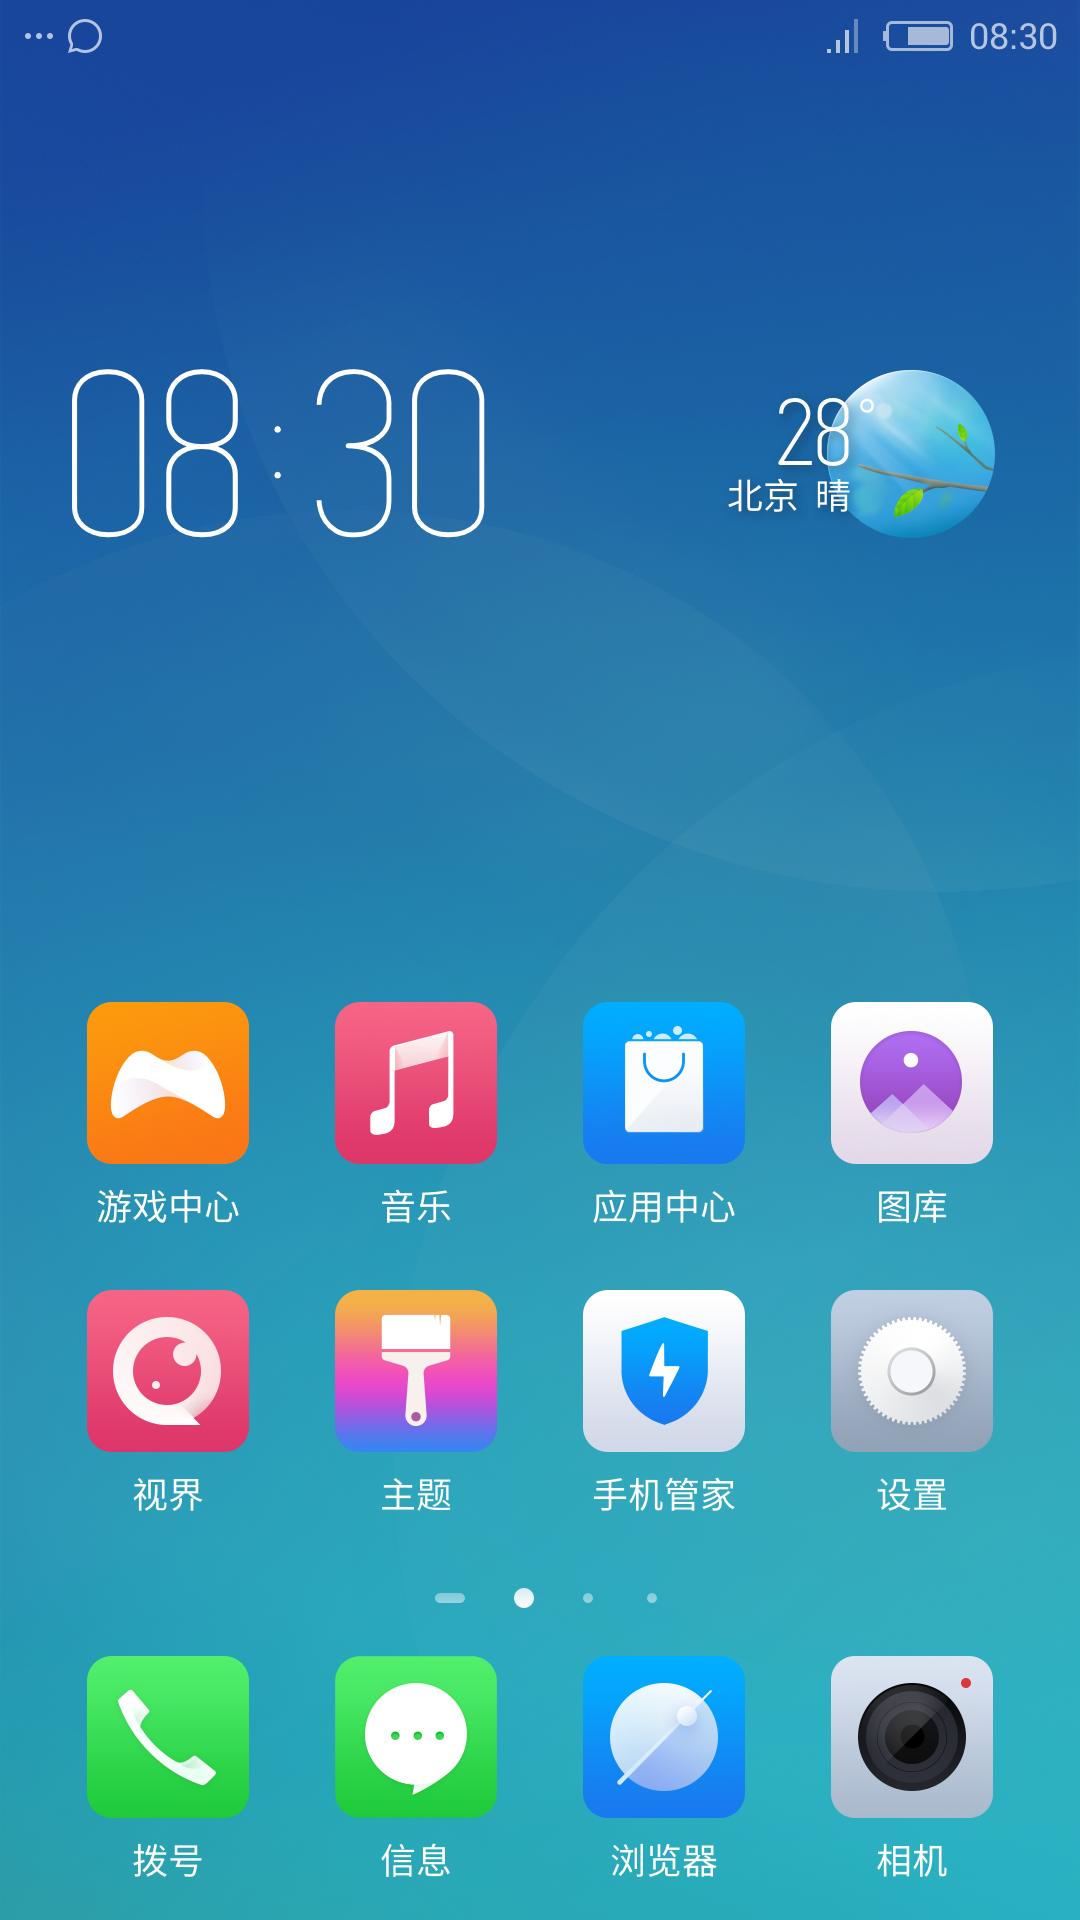 08:30
08:30
28°
北京 晴
游戏中心 音乐 应用中心 图库
视界 主题 手机管家 设置
拨号 信息 浏览器 相机